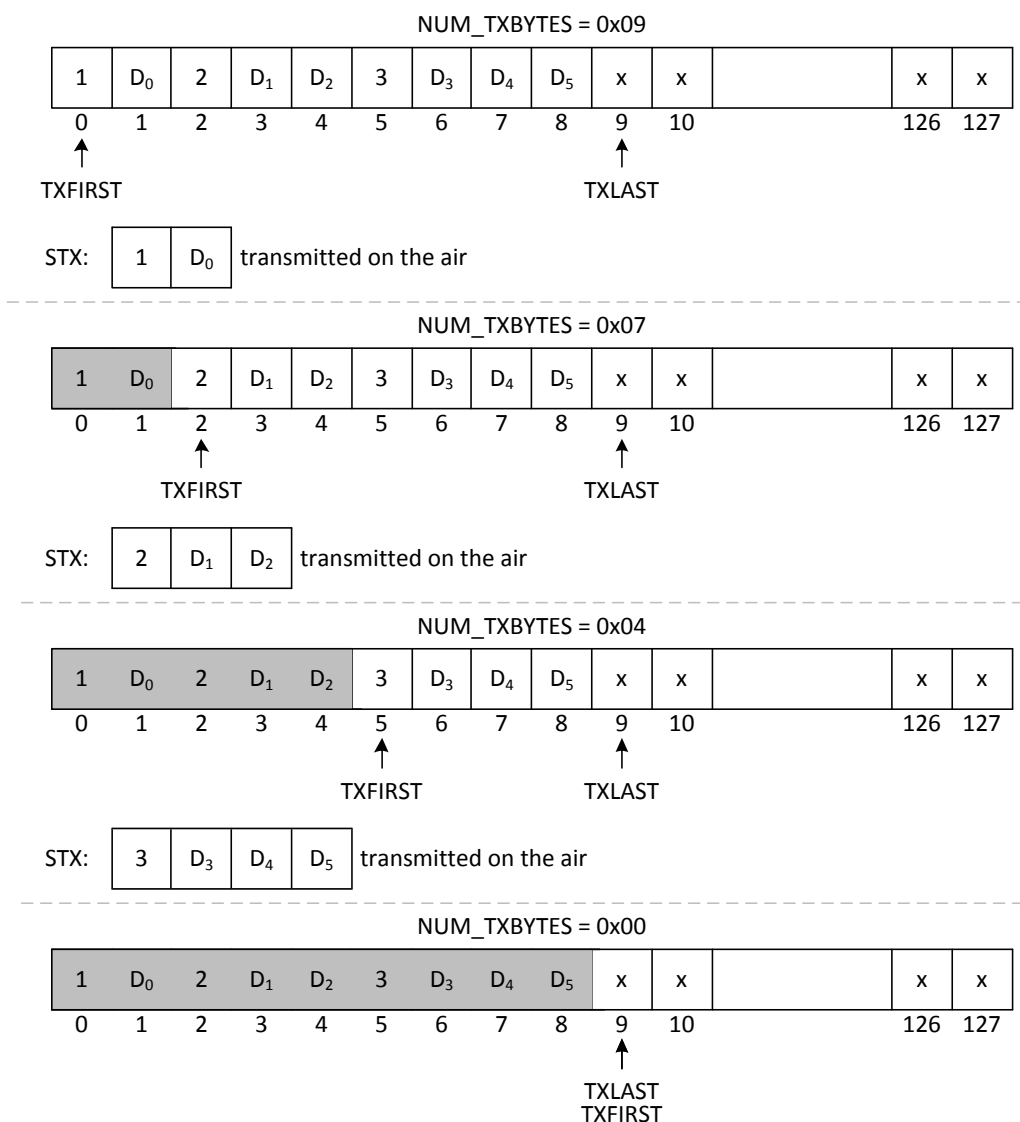 NUM_TXBYTES = 0x09
1 D₀ 2 D₁ D₂ 3 D₃ D₄ D₅ x x x x
0 1 2 3 4 5 6 7 8 9 10 126 127
TXFIRST TXLAST
STX: 1 D₀ transmitted on the air
NUM_TXBYTES = 0x07
1 D₀ 2 D₁ D₂ 3 D₃ D₄ D₅ x x x x
0 1 2 3 4 5 6 7 8 9 10 126 127
TXFIRST TXLAST
STX: 2 D₁ D₂ transmitted on the air
NUM_TXBYTES = 0x04
1 D₀ 2 D₁ D₂ 3 D₃ D₄ D₅ x x x x
0 1 2 3 4 5 6 7 8 9 10 126 127
TXFIRST TXLAST
STX: 3 D₃ D₄ D₅ transmitted on the air
NUM_TXBYTES = 0x00
1 D₀ 2 D₁ D₂ 3 D₃ D₄ D₅ x x x x
0 1 2 3 4 5 6 7 8 9 10 126 127
TXLAST
TXFIRST